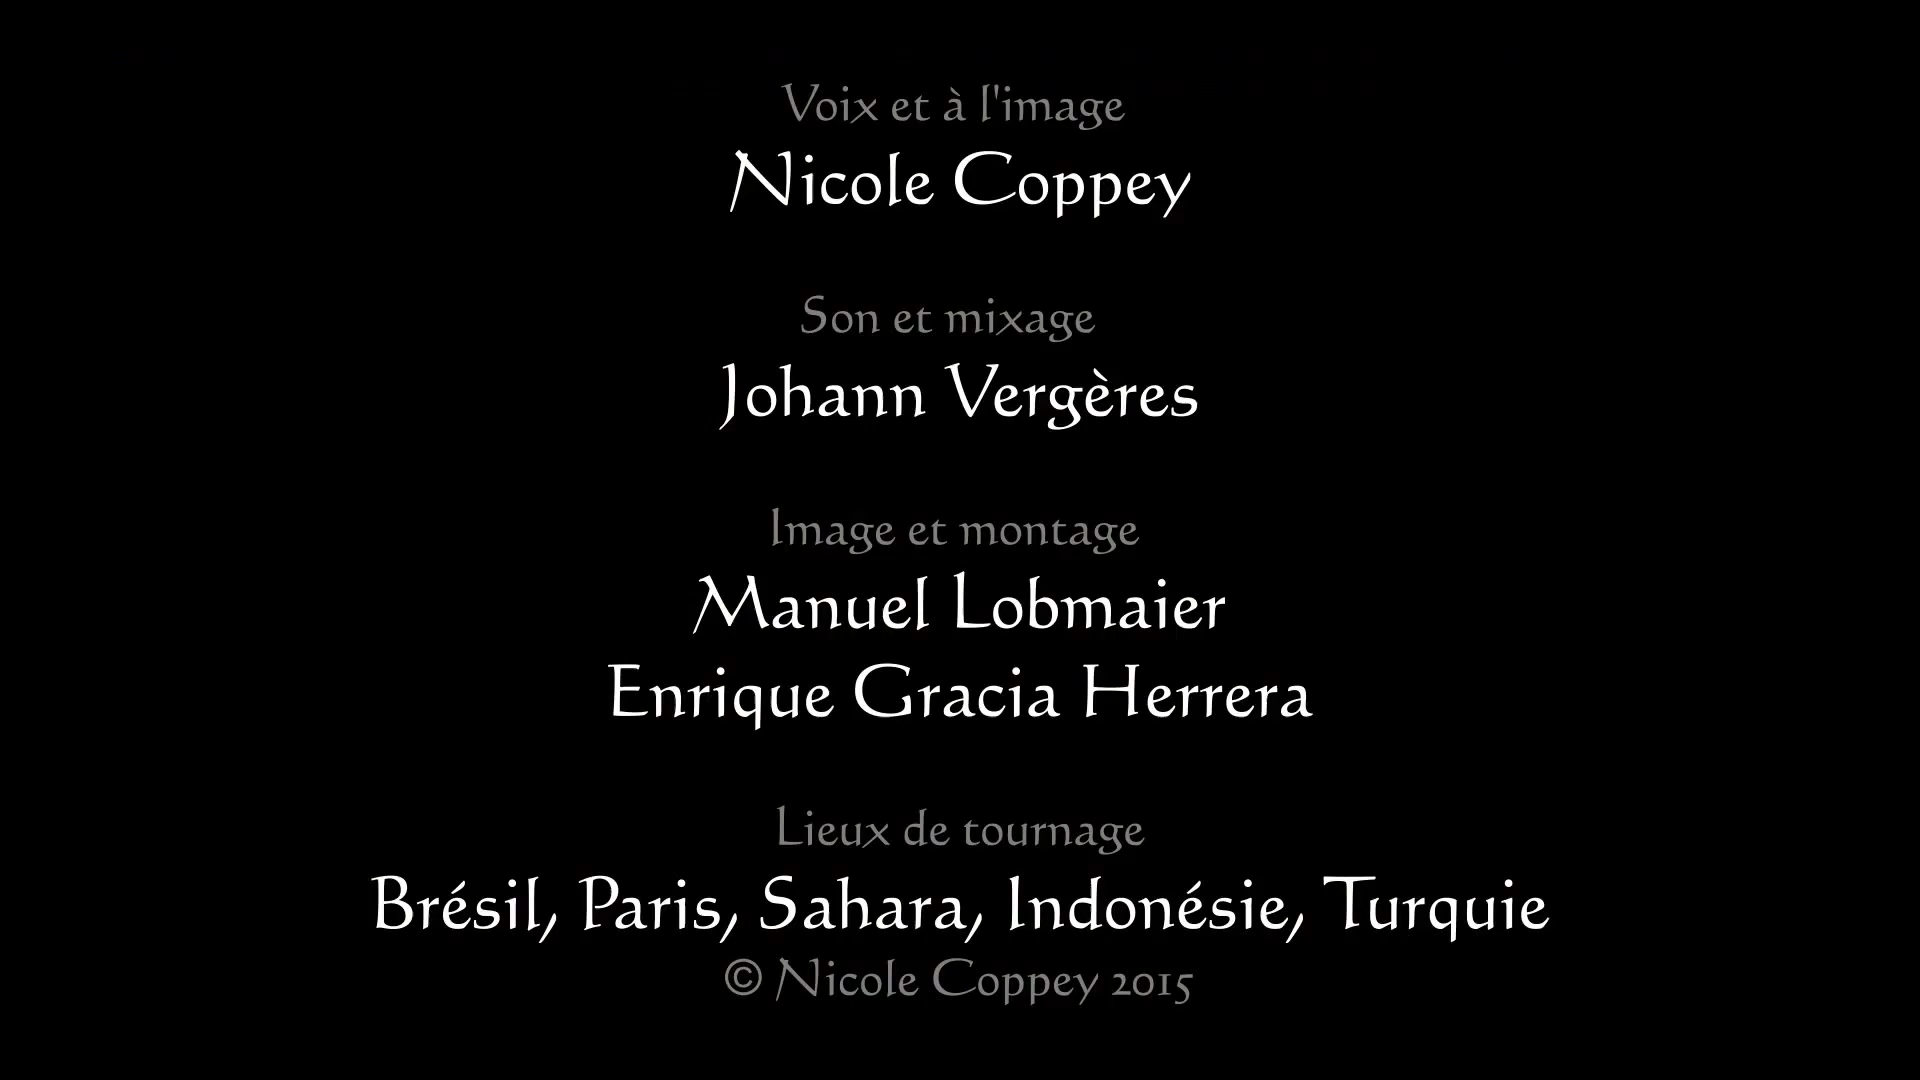 Voix et à l'image
Nicole Coppey
Son et mixage
Johann Vergères
Image et montage
Manuel Lobmaier
Enrique Gracia Herrera
Lieux de tournage
Brésil, Paris, Sahara, Indonésie, Turquie
© Nicole Coppey 2015